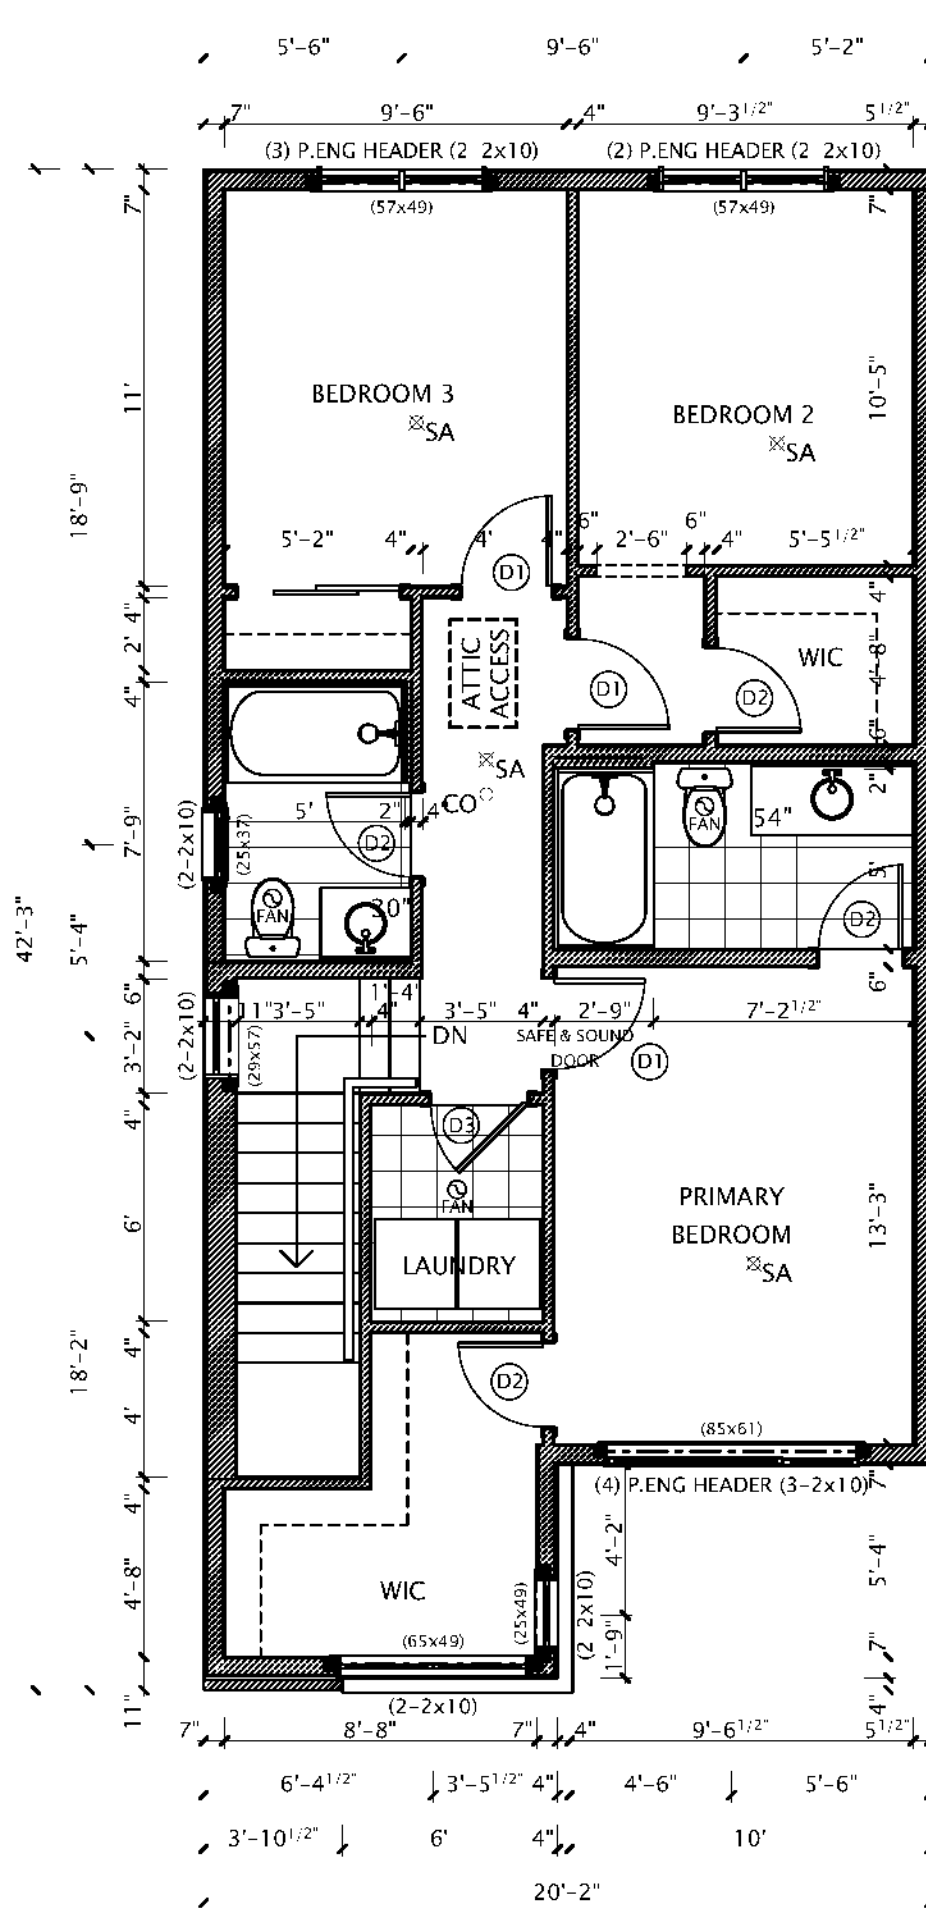 5'-6" 9'-6" 5'-2"
7" 9'-6" 4" 9'-3 1/2" 5 1/2"
(3) P.ENG HEADER (2 2x10) (2) P.ENG HEADER (2 2x10)
7" (57x49) (57x49) 7"
11' BEDROOM 3 10'-5"
BEDROOM 2
SA
SA
18'-9"
6" 6"
5'-2" 4" 4' 4" 2'-6" 4" 5'-5 1/2"
D1
4" 4"
2' ATTIC
ACCESS
WIC 4'-8"
4" D1 D2
6"
SA
2"
CO
5' 2" 4" 54"
FAN
(2-2x10) 7'-9" (25x37) D2
5'
30"
FAN D2
42'-3" 5'-4"
6" 6"
1'-4"
11" 3'-5" 4" 3'-5" 4" 2'-9" 7'-2 1/2"
DN SAFE & SOUND
DOOR D1
(2-2x10) 3'-2" (29x57)
4" D3
FAN
PRIMARY
BEDROOM
6' 13'-3"
LAUNDRY SA
18'-2" 4"
D2
4'
(85x61)
(4) P.ENG HEADER (3-2x10) 7"
4"
4'-2" 5'-4"
4'-8" WIC (25x49) (2 2x10)
(65x49) 1'-9" 7"
11" (2-2x10) 4"
7" 8'-8" 7" 4" 9'-6 1/2" 5 1/2"
6'-4 1/2" 3'-5 1/2" 4" 4'-6" 5'-6"
3'-10 1/2" 6' 4" 10'
20'-2"